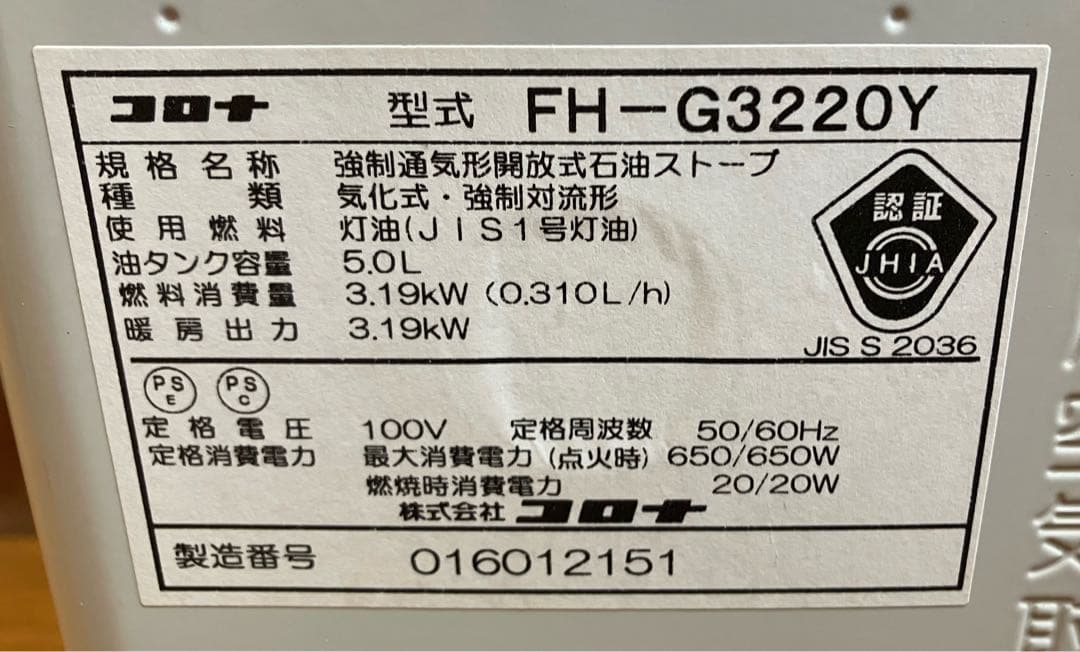 コロナ 型式 FH-G3220Y
規格名称 強制通気形開放式石油ストーブ
種類 気化式・強制対流形
使用燃料 灯油(JIS1号灯油)
油タンク容量 5.0L
燃料消費量 3.19kW (0.310L/h)
暖房出力 3.19kW
認証
JHIA
JIS S 2036
PS E PS C
定格電圧 100V 定格周波数 50/60Hz
定格消費電力 最大消費電力(点火時) 650/650W
燃焼時消費電力 20/20W
株式会社 コロナ
製造番号 016012151